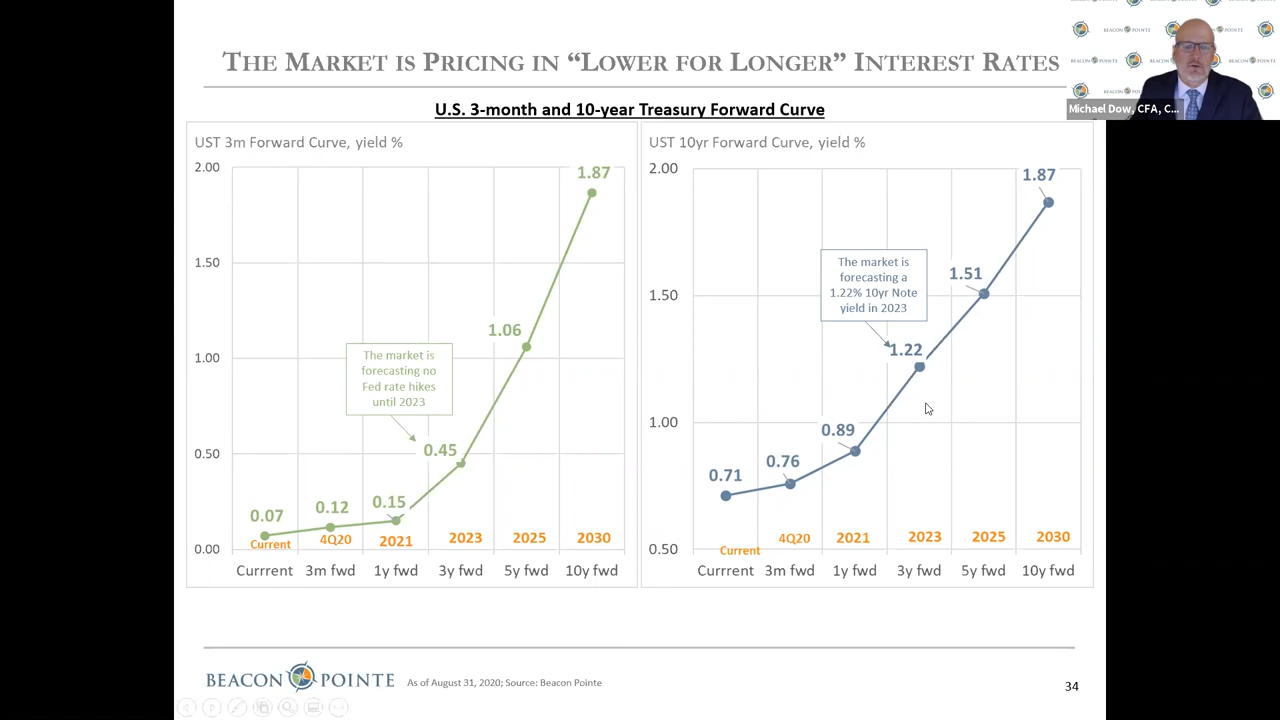 THE MARKET IS PRICING IN “LOWER FOR LONGER” INTEREST RATES
BEACON POINTE
BEACON POINTE
BEACON POINTE
Michael Dow, CFA, C...
U.S. 3-month and 10-year Treasury Forward Curve
UST 3m Forward Curve, yield %
2.00
1.50
1.00
0.50
0.00
1.87
1.06
The market is
forecasting no
Fed rate hikes
until 2023
0.45
0.15
0.12
0.07
Current
4Q20
2021
2023
2025
2030
Currrent
3m fwd
1y fwd
3y fwd
5y fwd
10y fwd
UST 10yr Forward Curve, yield %
2.00
1.50
1.00
0.50
1.87
1.51
The market is
forecasting a
1.22% 10yr Note
yield in 2023
1.22
0.89
0.76
0.71
Current
4Q20
2021
2023
2025
2030
Currrent
3m fwd
1y fwd
3y fwd
5y fwd
10y fwd
BEACON POINTE
As of August 31, 2020; Source: Beacon Pointe
34